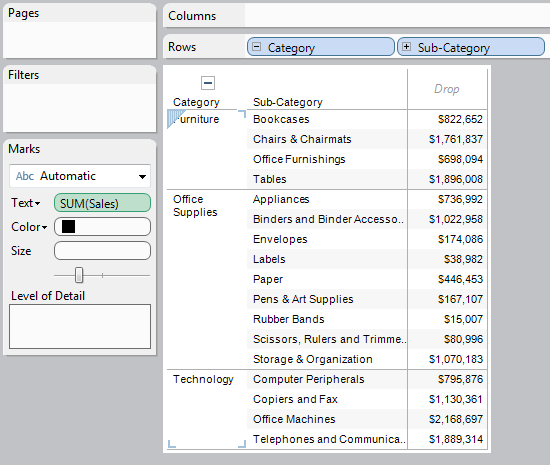 Pages
Columns
Rows
Category
Sub-Category
Filters
Marks
Abc Automatic
Text
SUM(Sales)
Color
Size
Level of Detail
Drop
Category Sub-Category
Furniture Bookcases $822,652
Chairs & Chairmats $1,761,837
Office Furnishings $698,094
Tables $1,896,008
Office Supplies Appliances $736,992
Binders and Binder Accesso.. $1,022,958
Envelopes $174,086
Labels $38,982
Paper $446,453
Pens & Art Supplies $167,107
Rubber Bands $15,007
Scissors, Rulers and Trimme.. $80,996
Storage & Organization $1,070,183
Technology Computer Peripherals $795,876
Copiers and Fax $1,130,361
Office Machines $2,168,697
Telephones and Communica.. $1,889,314